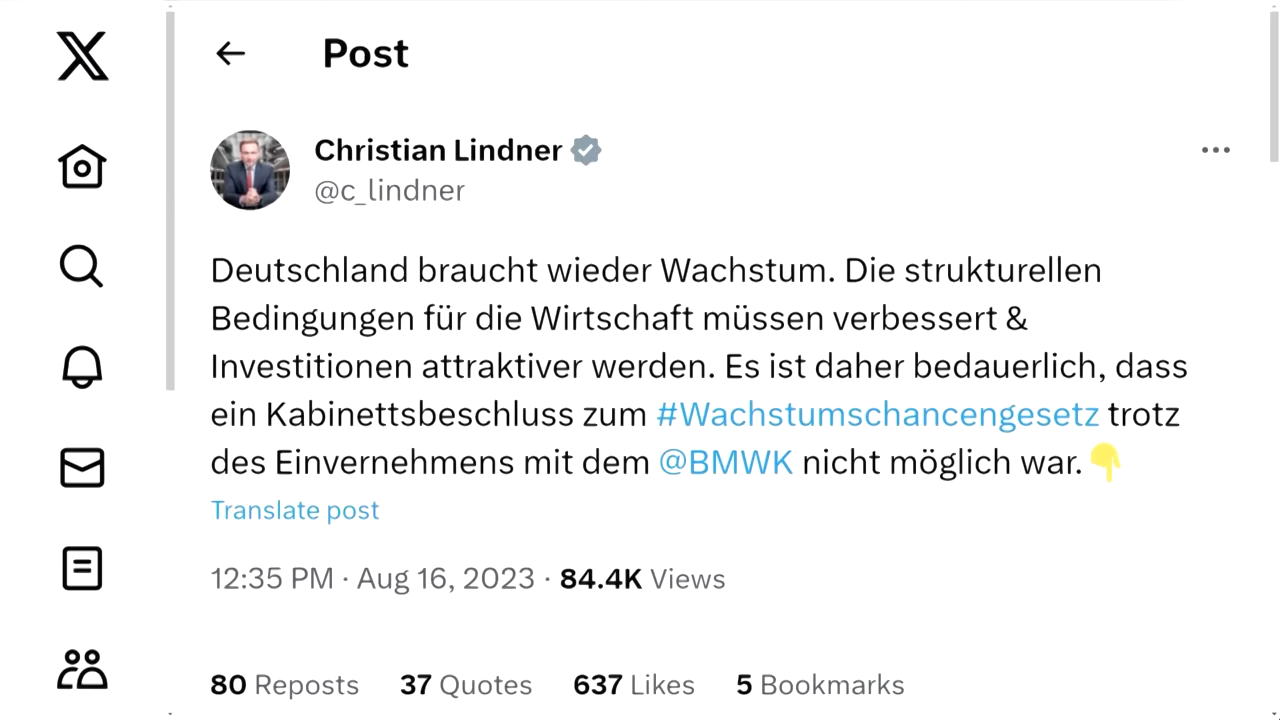 Post
Christian Lindner
@c_lindner
Deutschland braucht wieder Wachstum. Die strukturellen
Bedingungen für die Wirtschaft müssen verbessert &
Investitionen attraktiver werden. Es ist daher bedauerlich, dass
ein Kabinettsbeschluss zum #Wachstumschancengesetz trotz
des Einvernehmens mit dem @BMWK nicht möglich war.👇
Translate post
12:35 PM · Aug 16, 2023 · 84.4K Views
80 Reposts 37 Quotes 637 Likes 5 Bookmarks